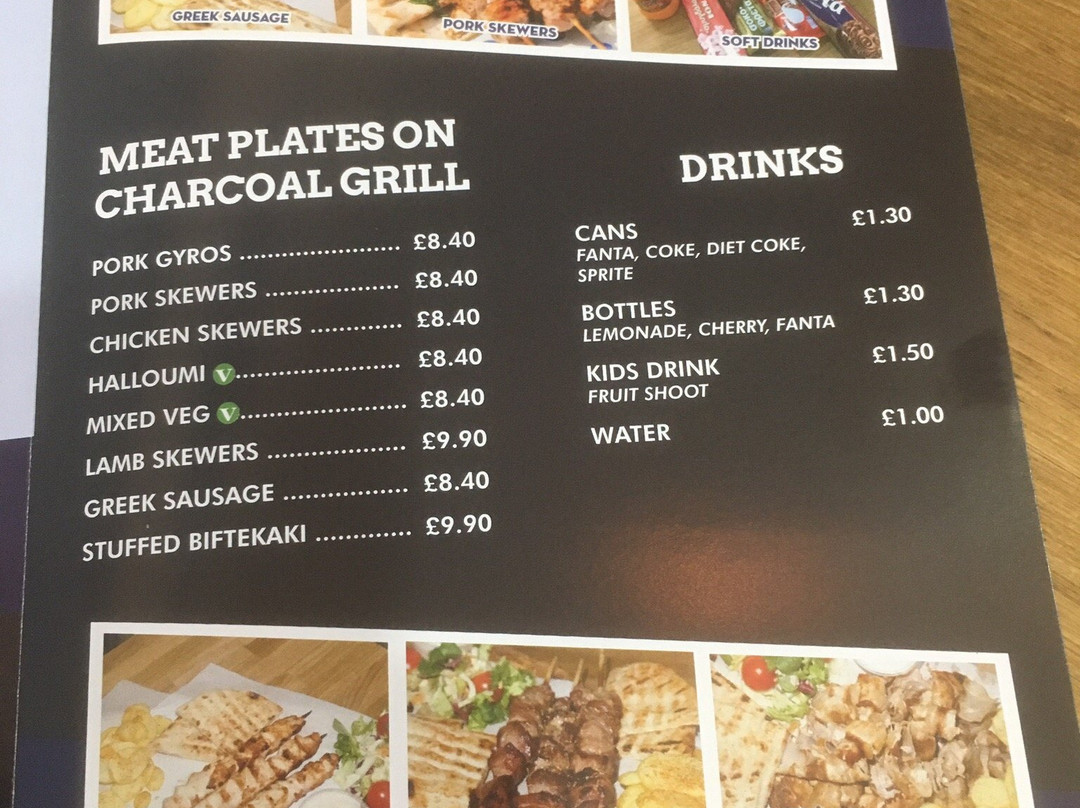 GREEK SAUSAGE
PORK SKEWERS
SOFT DRINKS
MEAT PLATES ON
CHARCOAL GRILL
PORK GYROS ...................... £8.40
PORK SKEWERS .................. £8.40
CHICKEN SKEWERS ............ £8.40
HALLOUMI V...................... £8.40
MIXED VEG V...................... £8.40
LAMB SKEWERS .................. £9.90
GREEK SAUSAGE ................ £8.40
STUFFED BIFTEKAKI ............ £9.90
DRINKS
CANS £1.30
FANTA, COKE, DIET COKE,
SPRITE
BOTTLES £1.30
LEMONADE, CHERRY, FANTA
KIDS DRINK £1.50
FRUIT SHOOT
WATER £1.00